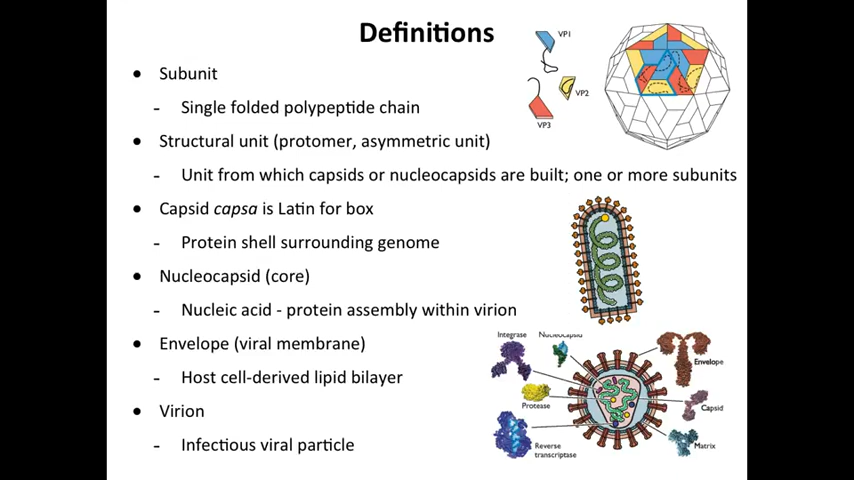 Definitions
• Subunit
- Single folded polypeptide chain
• Structural unit (protomer, asymmetric unit)
- Unit from which capsids or nucleocapsids are built; one or more subunits
• Capsid capsa is Latin for box
- Protein shell surrounding genome
• Nucleocapsid (core)
- Nucleic acid - protein assembly within virion
• Envelope (viral membrane)
- Host cell-derived lipid bilayer
• Virion
- Infectious viral particle
VP1
VP2
VP3
Integrase
Nucleocapsid
Envelope
Protease
Capsid
Reverse
transcriptase
Matrix